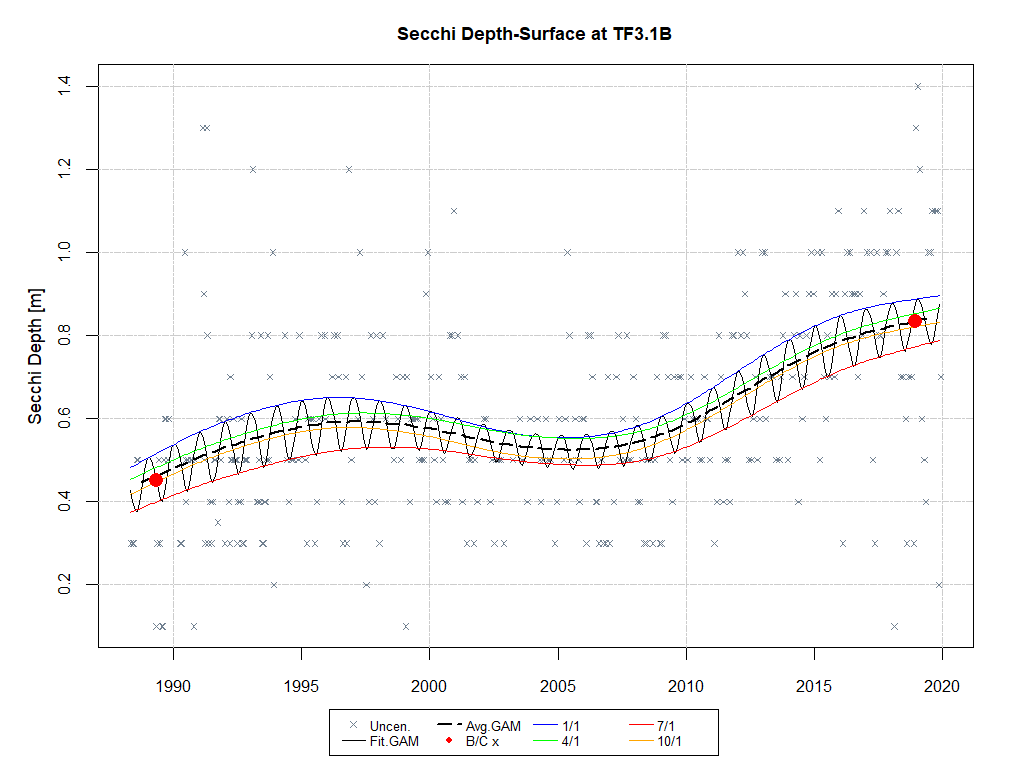 Secchi Depth-Surface at TF3.1B
Secchi Depth [m]
1.4
1.2
1.0
0.8
0.6
0.4
0.2
1990 1995 2000 2005 2010 2015 2020
Uncen. Avg.GAM 1/1 7/1
Fit.GAM B/C x 4/1 10/1